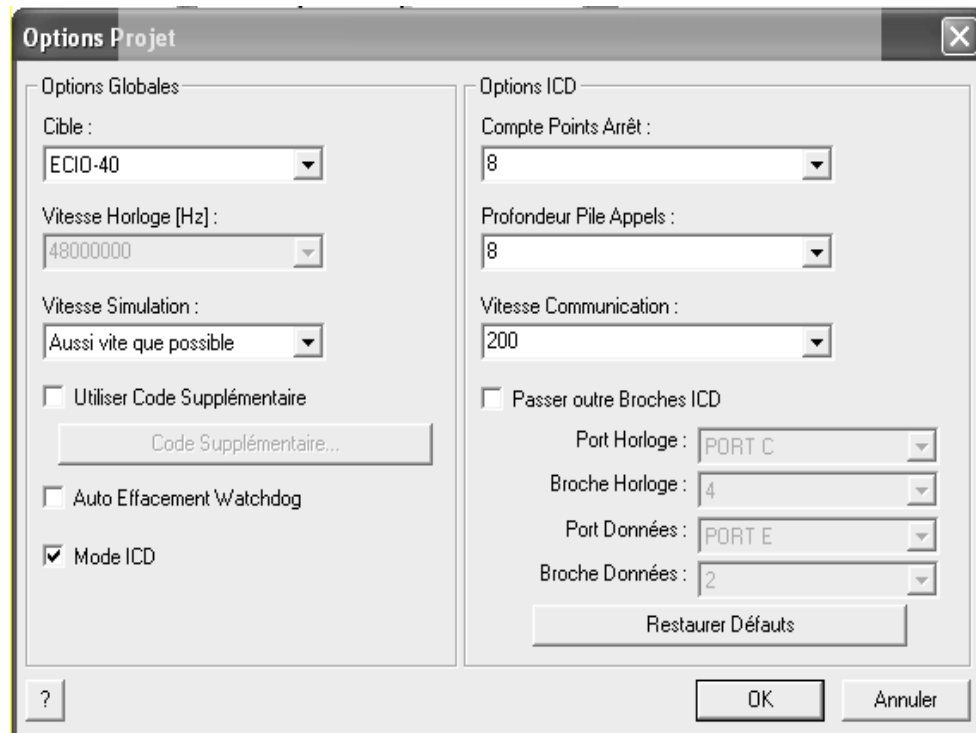 Options Projet
Options Globales
Cible :
ECIO-40
Vitesse Horloge [Hz] :
48000000
Vitesse Simulation :
Aussi vite que possible
Utiliser Code Supplémentaire
Code Supplémentaire...
Auto Effacement Watchdog
Mode ICD
Options ICD
Compte Points Arrêt :
8
Profondeur Pile Appels :
8
Vitesse Communication :
200
Passer outre Broches ICD
Port Horloge : PORT C
Broche Horloge : 4
Port Données : PORT E
Broche Données : 2
Restaurer Défauts
?
OK
Annuler